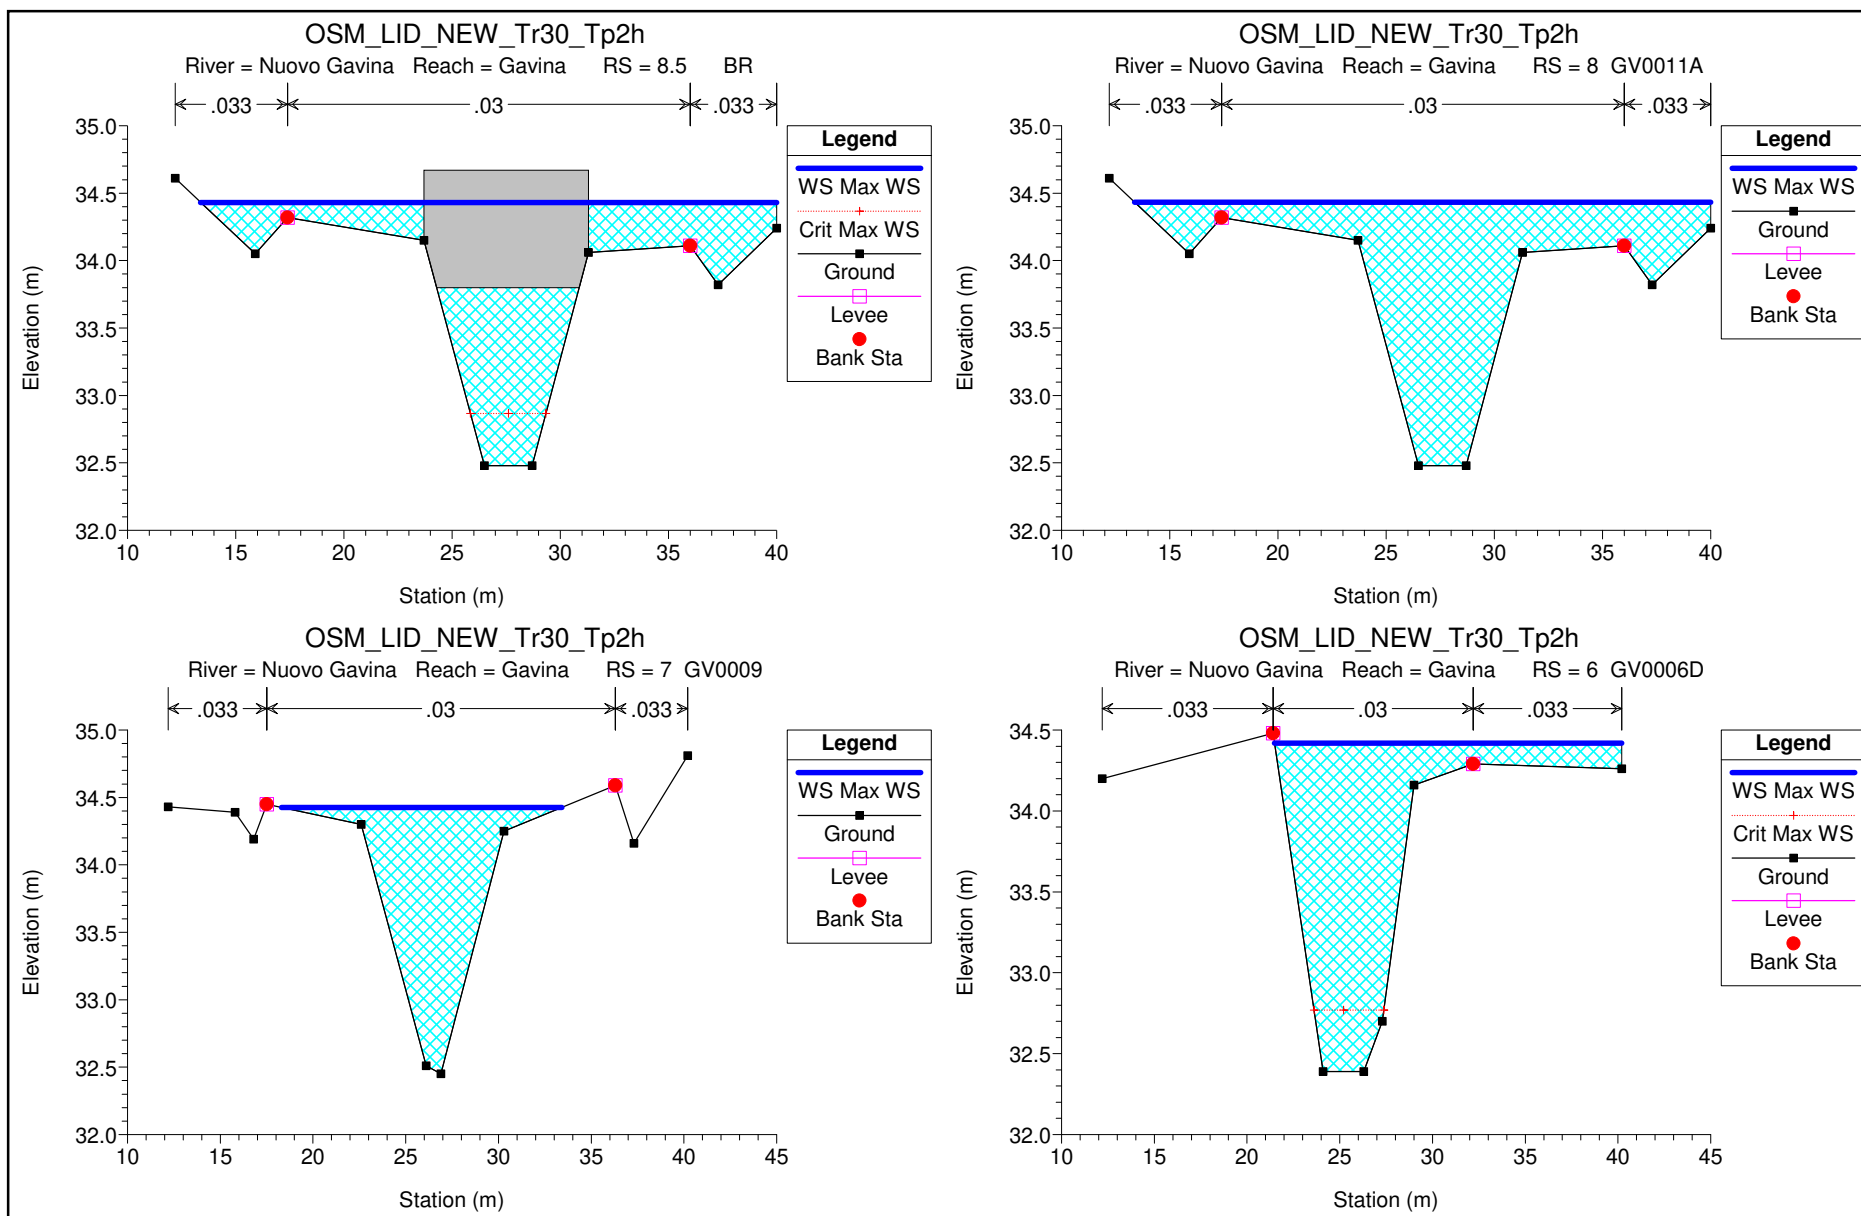 OSM_LID_NEW_Tr30_Tp2h
River = Nuovo Gavina Reach = Gavina RS = 8.5 BR
.033 .03 .033
35.0
34.5
34.0
33.5
33.0
32.5
32.0
Elevation (m)
10 15 20 25 30 35 40
Station (m)
Legend
WS Max WS
Crit Max WS
Ground
Levee
Bank Sta
OSM_LID_NEW_Tr30_Tp2h
River = Nuovo Gavina Reach = Gavina RS = 8 GV0011A
.033 .03 .033
35.0
34.5
34.0
33.5
33.0
32.5
32.0
Elevation (m)
10 15 20 25 30 35 40
Station (m)
Legend
WS Max WS
Ground
Levee
Bank Sta
OSM_LID_NEW_Tr30_Tp2h
River = Nuovo Gavina Reach = Gavina RS = 7 GV0009
.033 .03 .033
35.0
34.5
34.0
33.5
33.0
32.5
32.0
Elevation (m)
10 15 20 25 30 35 40 45
Station (m)
Legend
WS Max WS
Ground
Levee
Bank Sta
OSM_LID_NEW_Tr30_Tp2h
River = Nuovo Gavina Reach = Gavina RS = 6 GV0006D
.033 .03 .033
34.5
34.0
33.5
33.0
32.5
32.0
Elevation (m)
10 15 20 25 30 35 40 45
Station (m)
Legend
WS Max WS
Crit Max WS
Ground
Levee
Bank Sta